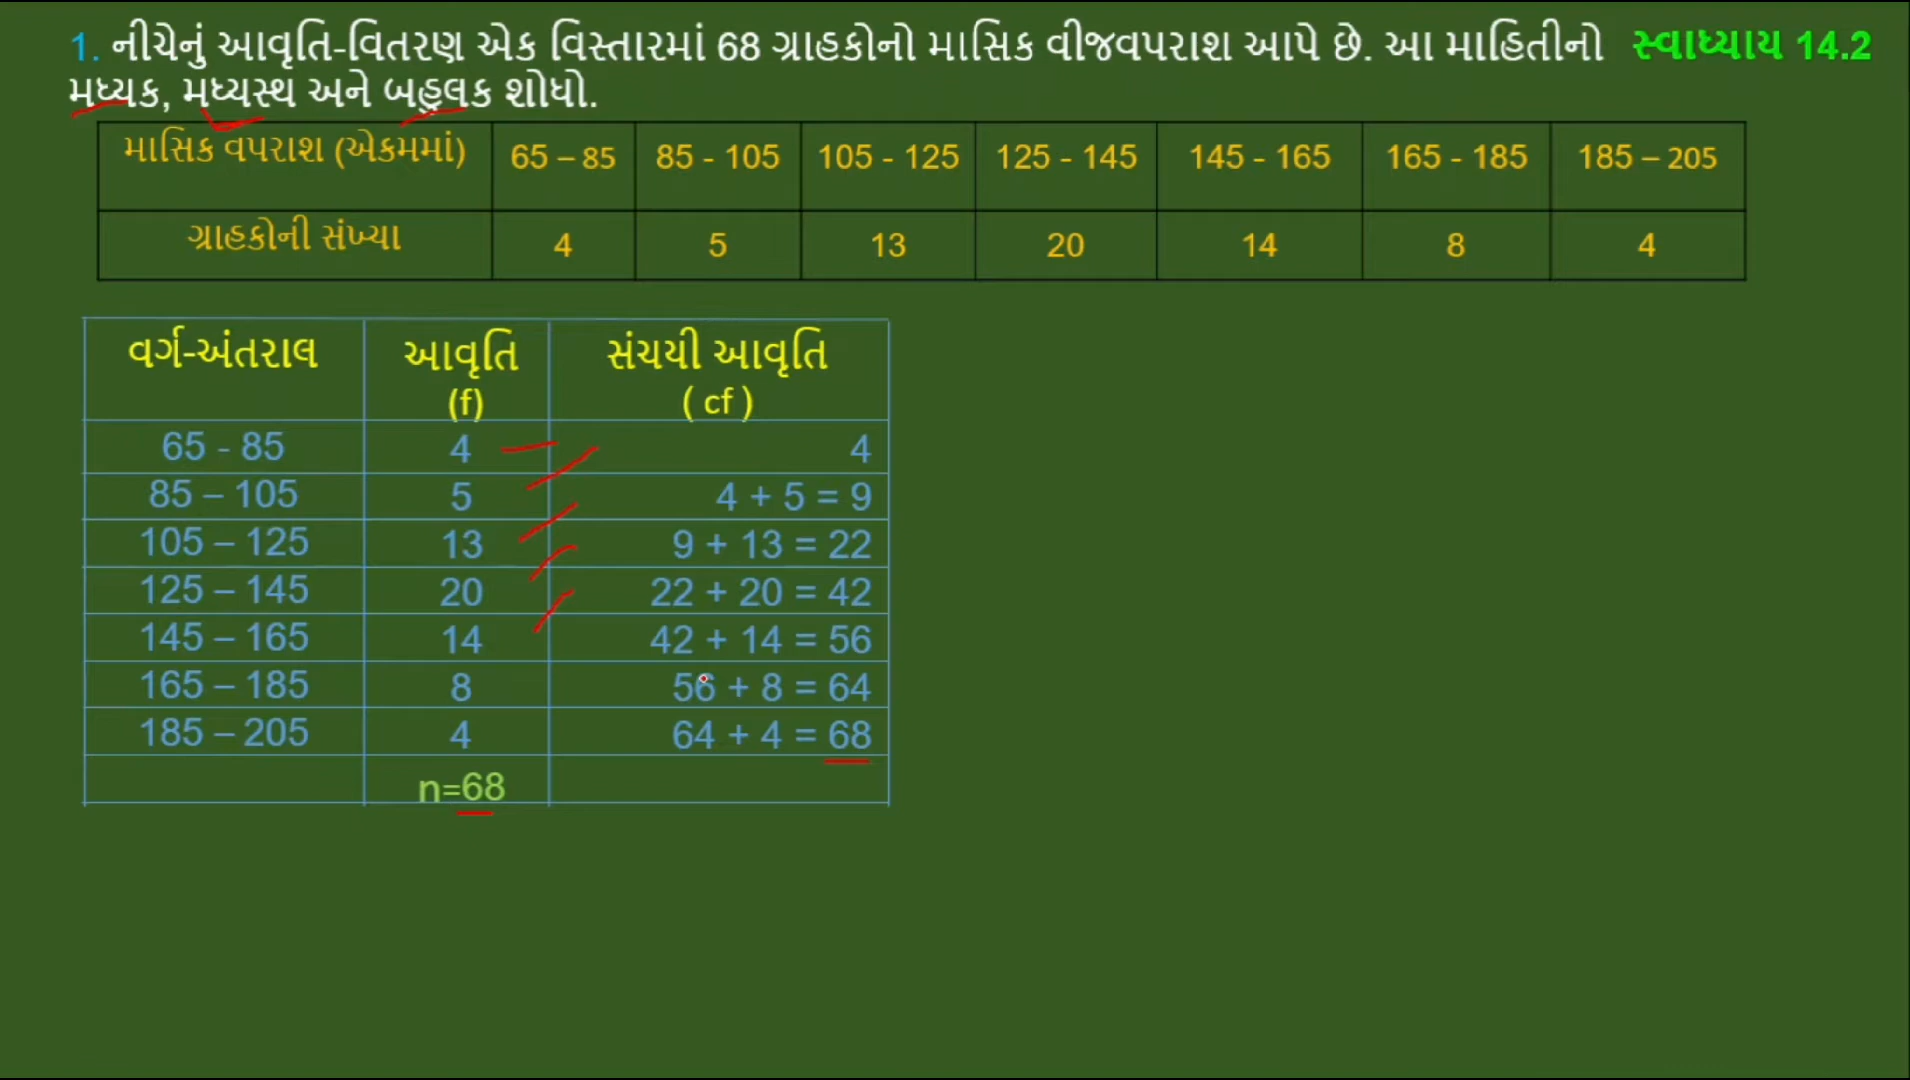 1. નીચેનું આવૃતિ-વિતરણ એક વિસ્તારમાં 68 ગ્રાહકોનો માસિક વીજવપરાશ આપે છે. આ માહિતીનો સ્વાધ્યાય 14.2
મધ્યક, મધ્યસ્થ અને બહુલક શોધો.
માસિક વપરાશ (એકમમાં) 65 – 85 85 - 105 105 - 125 125 - 145 145 - 165 165 - 185 185 – 205
ગ્રાહકોની સંખ્યા 4 5 13 20 14 8 4
વર્ગ-અંતરાલ આવૃતિ સંચયી આવૃતિ
(f) ( cf )
65 - 85 4 4
85 – 105 5 4 + 5 = 9
105 – 125 13 9 + 13 = 22
125 – 145 20 22 + 20 = 42
145 – 165 14 42 + 14 = 56
165 – 185 8 56 + 8 = 64
185 – 205 4 64 + 4 = 68
n=68